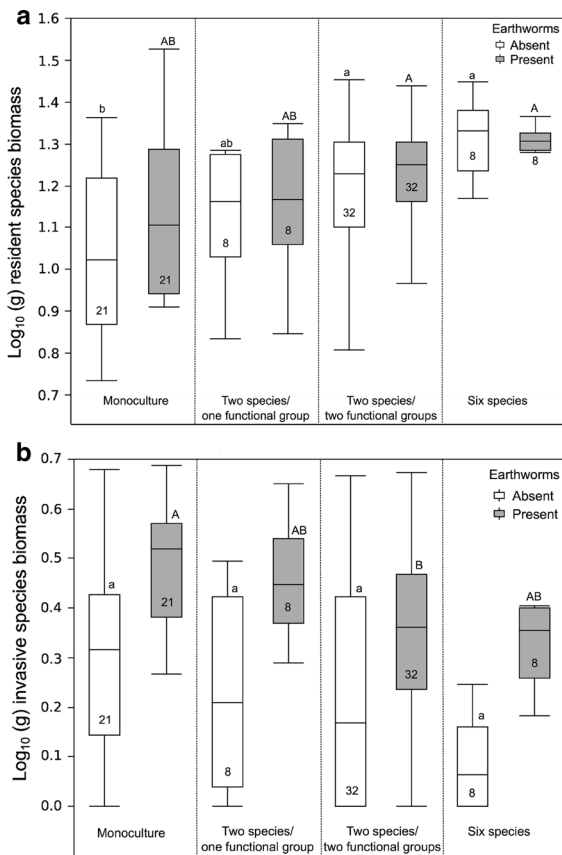 a
Log10 (g) resident species biomass
1.6
1.5
1.4
1.3
1.2
1.1
1.0
0.9
0.8
0.7
Earthworms
Absent
Present
b
AB
ab
AB
a
A
a
A
21
21
8
8
32
32
8
8
Monoculture
Two species/
one functional group
Two species/
two functional groups
Six species
b
Log10 (g) invasive species biomass
0.7
0.6
0.5
0.4
0.3
0.2
0.1
0.0
Earthworms
Absent
Present
a
A
a
AB
a
B
a
AB
21
21
8
8
32
32
8
8
Monoculture
Two species/
one functional group
Two species/
two functional groups
Six species